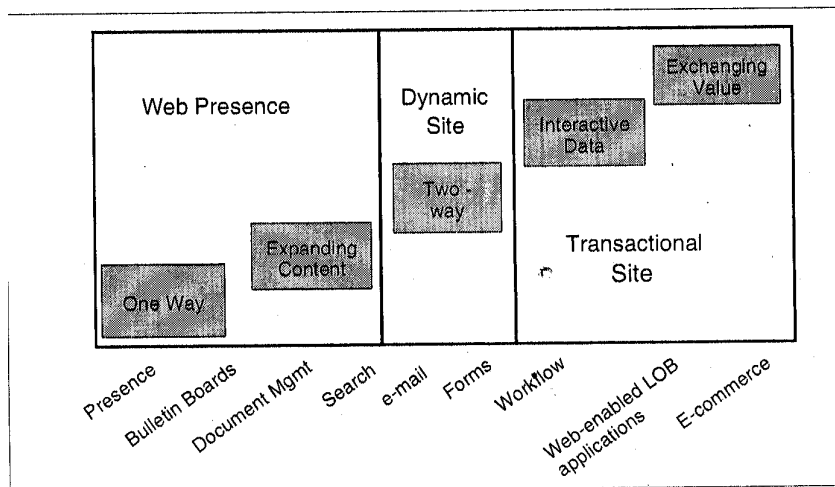 Web Presence
Dynamic
Site
Exchanging
Value
Interactive
Data
Two -
way
Expanding
Content
One Way
Transactional
Site
Presence
Bulletin Boards
Document Mgmt
Search
e-mail
Forms
Workflow
Web-enabled LOB
applications
E-commerce